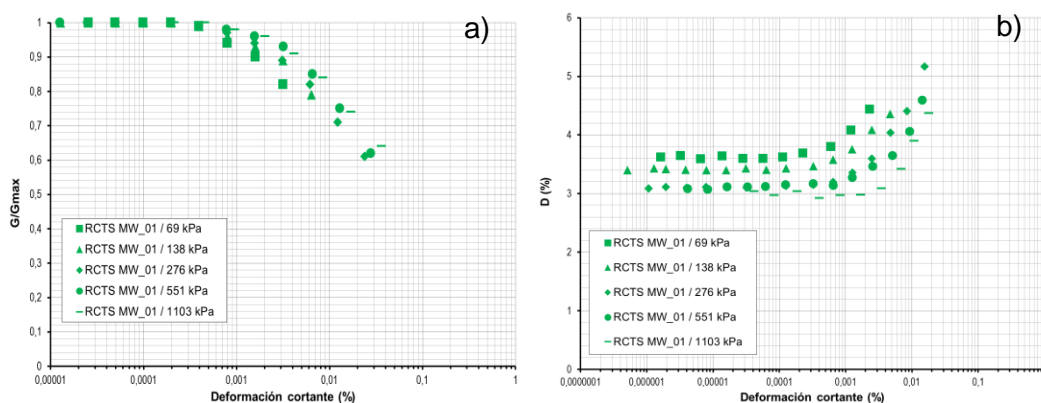 a)
G/Gmax
1
0,9
0,8
0,7
0,6
0,5
0,4
0,3
0,2
0,1
0
RCTS MW_01 / 69 kPa
RCTS MW_01 / 138 kPa
RCTS MW_01 / 276 kPa
RCTS MW_01 / 551 kPa
RCTS MW_01 / 1103 kPa
0,00001 0,0001 0,001 0,01 0,1 1
Deformación cortante (%)
b)
D (%)
6
5
4
3
2
1
0
RCTS MW_01 / 69 kPa
RCTS MW_01 / 138 kPa
RCTS MW_01 / 276 kPa
RCTS MW_01 / 551 kPa
RCTS MW_01 / 1103 kPa
0,0000001 0,000001 0,00001 0,0001 0,001 0,01 0,1 1
Deformación cortante (%)